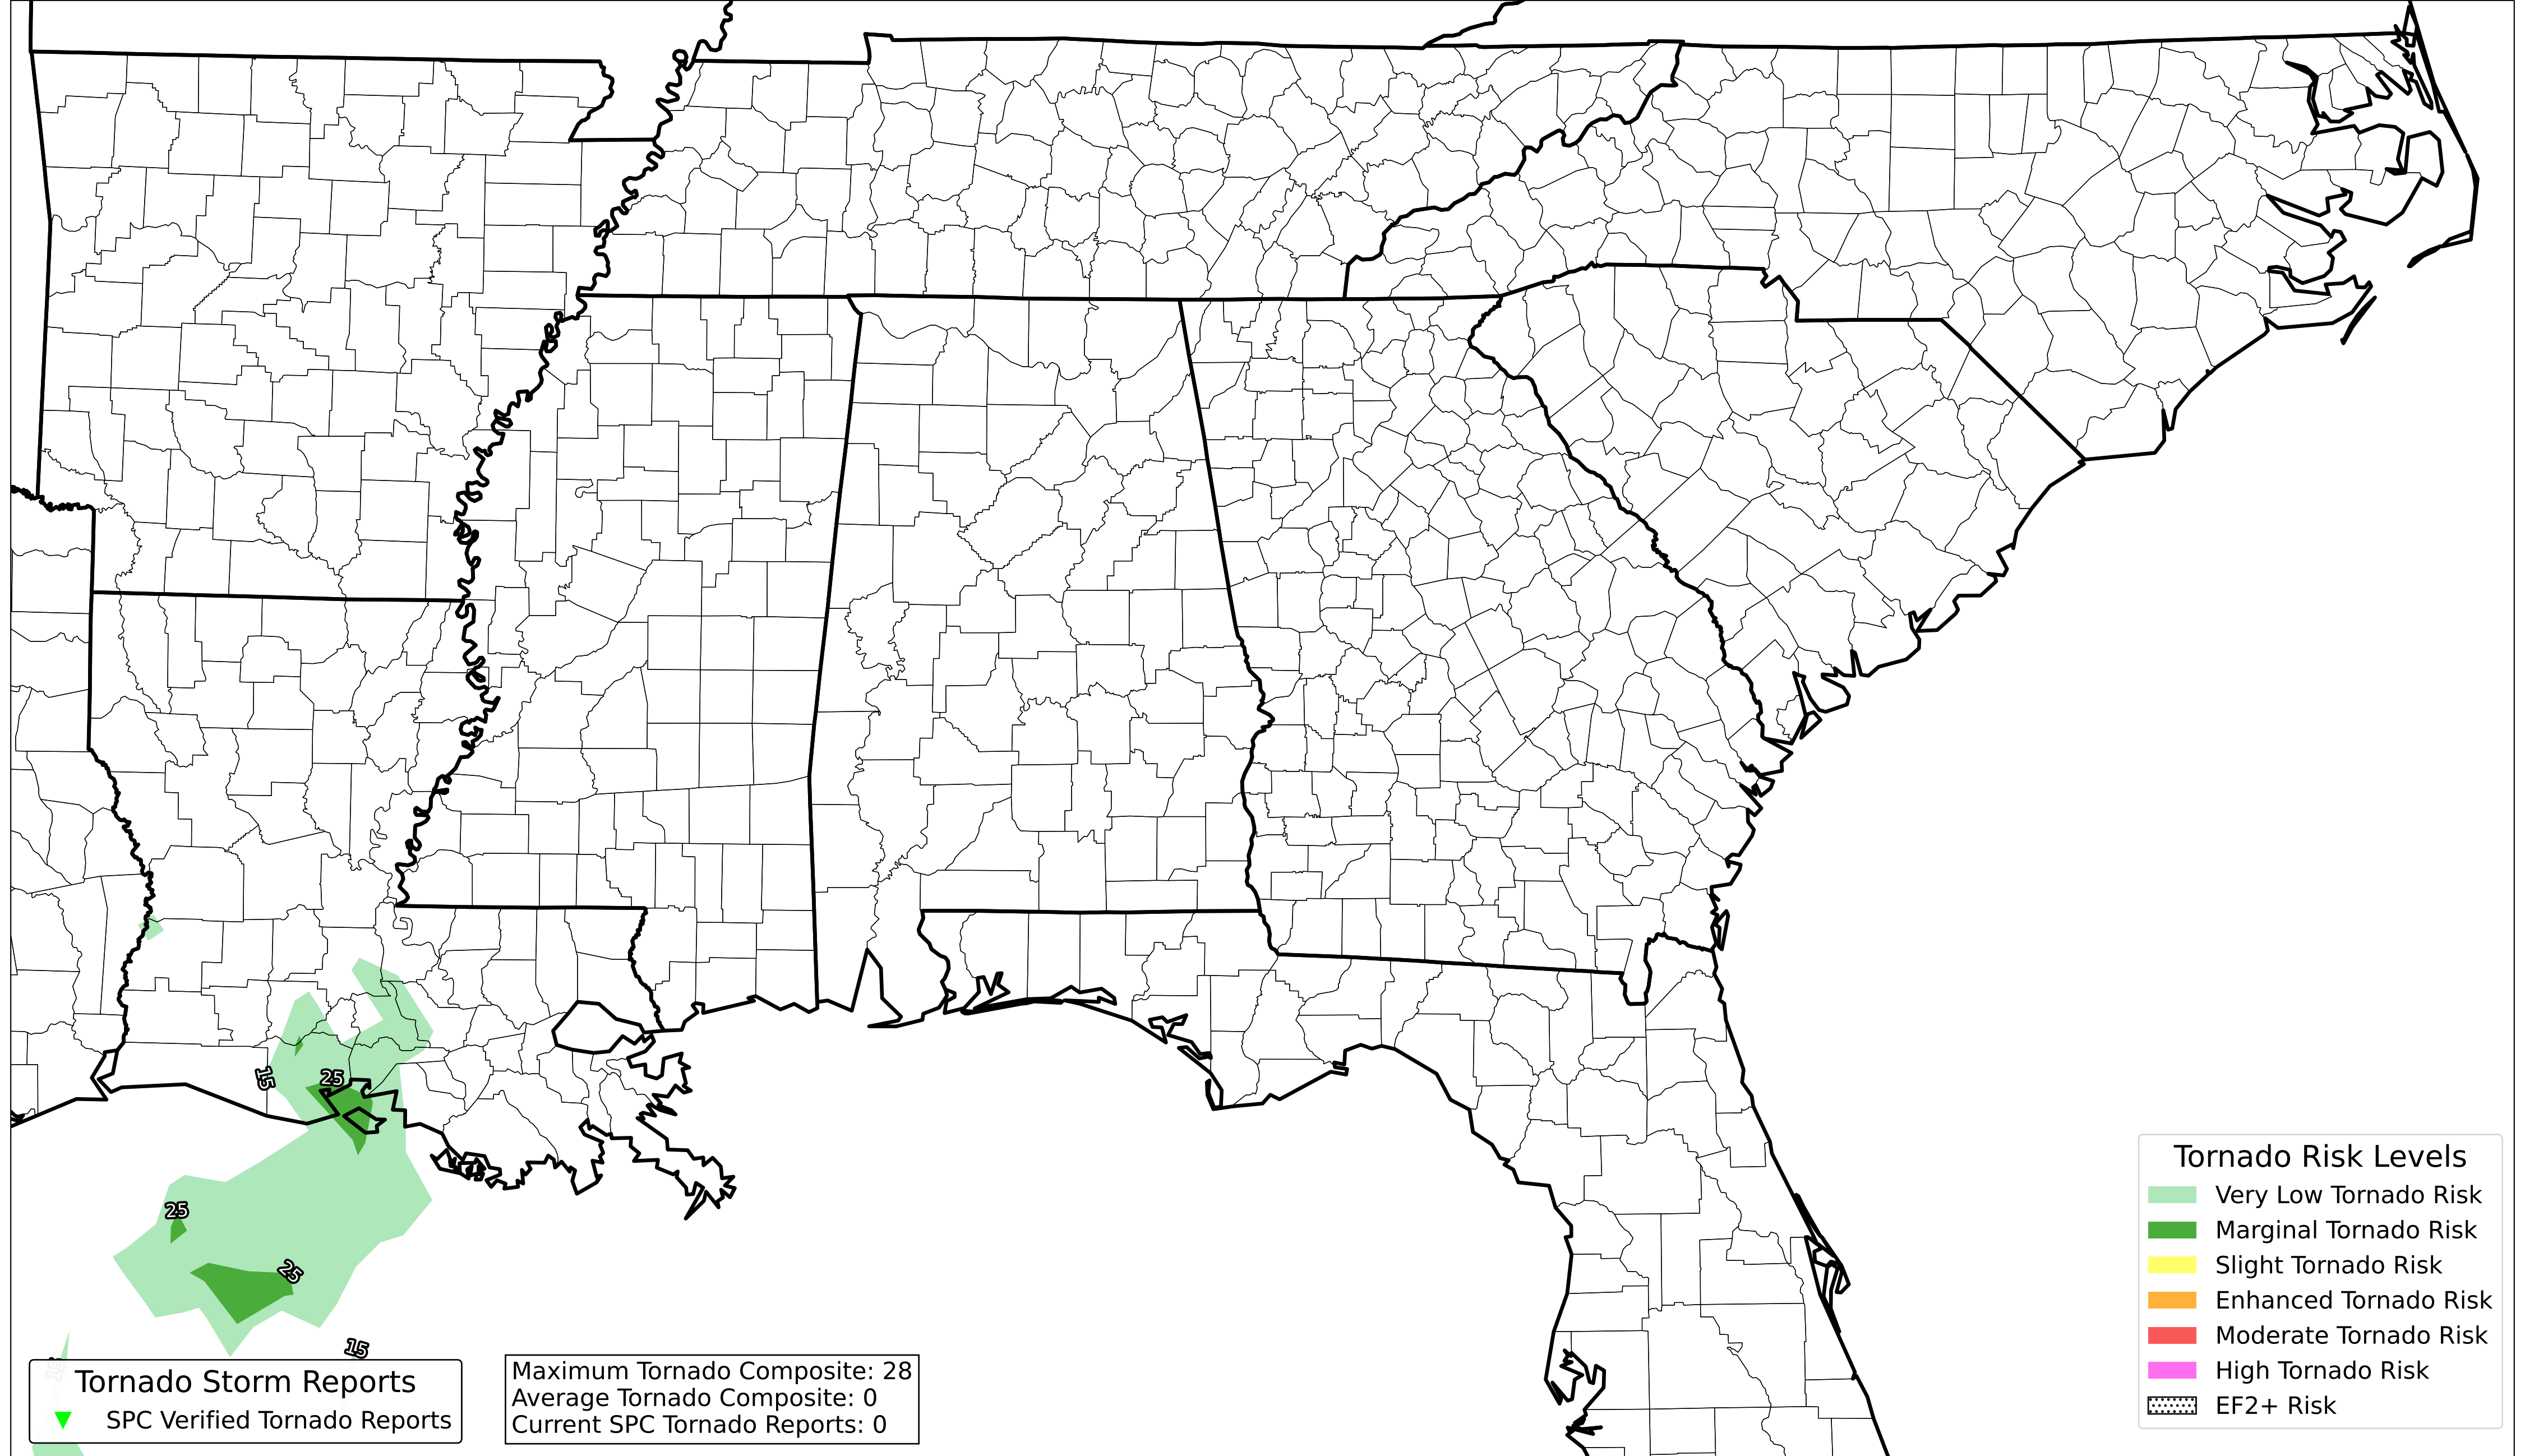 15
25
25
25
15
Tornado Storm Reports
SPC Verified Tornado Reports
Maximum Tornado Composite: 28
Average Tornado Composite: 0
Current SPC Tornado Reports: 0
Tornado Risk Levels
Very Low Tornado Risk
Marginal Tornado Risk
Slight Tornado Risk
Enhanced Tornado Risk
Moderate Tornado Risk
High Tornado Risk
EF2+ Risk